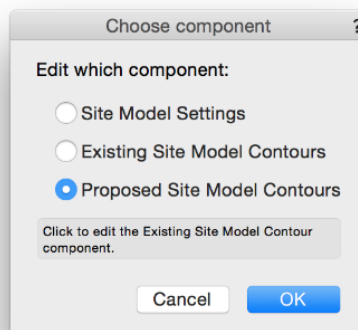 Choose component ?
Edit which component:
Site Model Settings
Existing Site Model Contours
Proposed Site Model Contours
Click to edit the Existing Site Model Contour
component.
Cancel OK